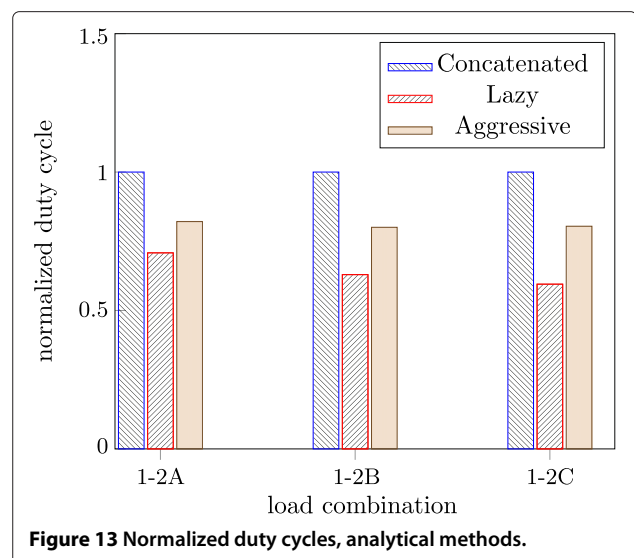 1.5
1
0.5
0
normalized duty cycle
Concatenated
Lazy
Aggressive
1-2A
1-2B
1-2C
load combination
Figure 13 Normalized duty cycles, analytical methods.